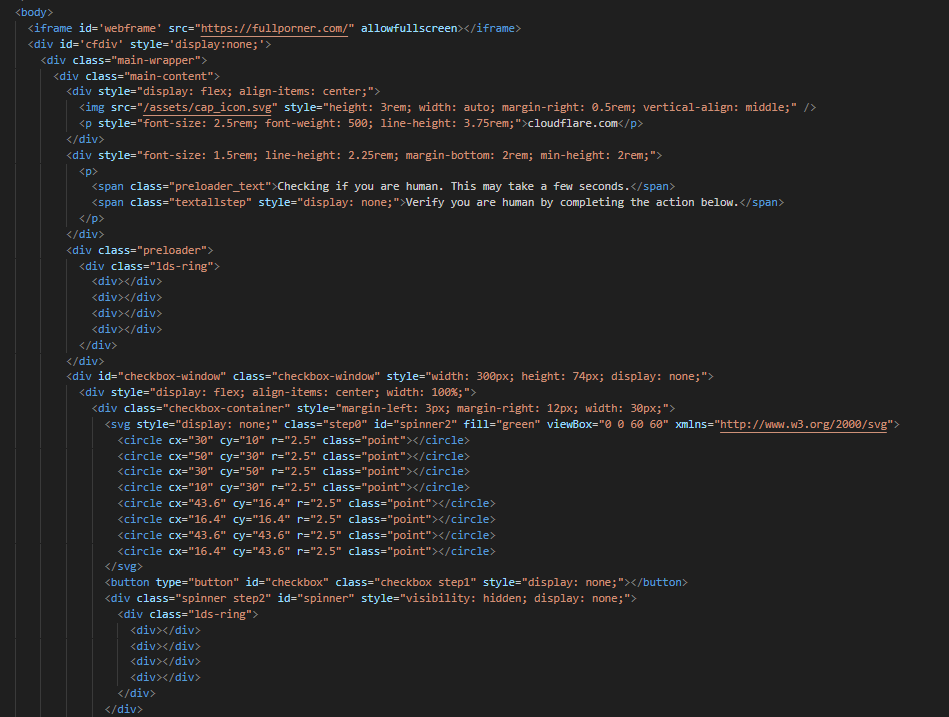 <body>
<iframe id='webframe' src="https://fullporner.com/" allowfullscreen></iframe>
<div id='cfdiv' style='display:none;'>
<div class="main-wrapper">
<div class="main-content">
<div style="display: flex; align-items: center;">
<img src="/assets/cap_icon.svg" style="height: 3rem; width: auto; margin-right: 0.5rem; vertical-align: middle;" />
<p style="font-size: 2.5rem; font-weight: 500; line-height: 3.75rem;">cloudflare.com</p>
</div>
<div style="font-size: 1.5rem; line-height: 2.25rem; margin-bottom: 2rem; min-height: 2rem;">
<p>
<span class="preloader_text">Checking if you are human. This may take a few seconds.</span>
<span class="textallstep" style="display: none;">Verify you are human by completing the action below.</span>
</p>
</div>
<div class="preloader">
<div class="lds-ring">
<div></div>
<div></div>
<div></div>
<div></div>
</div>
</div>
<div id="checkbox-window" class="checkbox-window" style="width: 300px; height: 74px; display: none;">
<div style="display: flex; align-items: center; width: 100%;">
<div class="checkbox-container" style="margin-left: 3px; margin-right: 12px; width: 30px;">
<svg style="display: none;" class="step0" id="spinner2" fill="green" viewBox="0 0 60 60" xmlns="http://www.w3.org/2000/svg">
<circle cx="30" cy="10" r="2.5" class="point"></circle>
<circle cx="50" cy="30" r="2.5" class="point"></circle>
<circle cx="30" cy="50" r="2.5" class="point"></circle>
<circle cx="10" cy="30" r="2.5" class="point"></circle>
<circle cx="43.6" cy="16.4" r="2.5" class="point"></circle>
<circle cx="16.4" cy="16.4" r="2.5" class="point"></circle>
<circle cx="43.6" cy="43.6" r="2.5" class="point"></circle>
<circle cx="16.4" cy="43.6" r="2.5" class="point"></circle>
</svg>
<button type="button" id="checkbox" class="checkbox step1" style="display: none;"></button>
<div class="spinner step2" id="spinner" style="visibility: hidden; display: none;">
<div class="lds-ring">
<div></div>
<div></div>
<div></div>
<div></div>
</div>
</div>